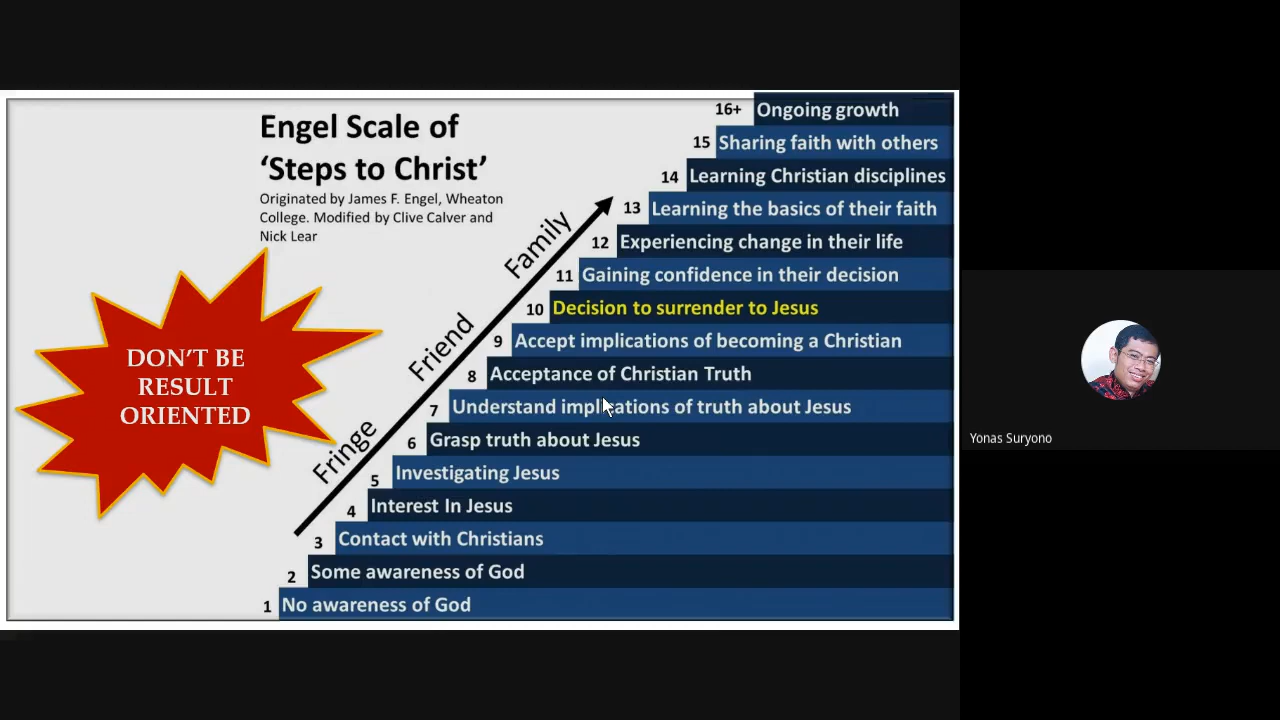 Engel Scale of
‘Steps to Christ’
Originated by James F. Engel, Wheaton
College. Modified by Clive Calver and
Nick Lear
DON’T BE
RESULT
ORIENTED
Family
Friend
Fringe
16+ Ongoing growth
15 Sharing faith with others
14 Learning Christian disciplines
13 Learning the basics of their faith
12 Experiencing change in their life
11 Gaining confidence in their decision
10 Decision to surrender to Jesus
9 Accept implications of becoming a Christian
8 Acceptance of Christian Truth
7 Understand implications of truth about Jesus
6 Grasp truth about Jesus
5 Investigating Jesus
4 Interest In Jesus
3 Contact with Christians
2 Some awareness of God
1 No awareness of God
Yonas Suryono